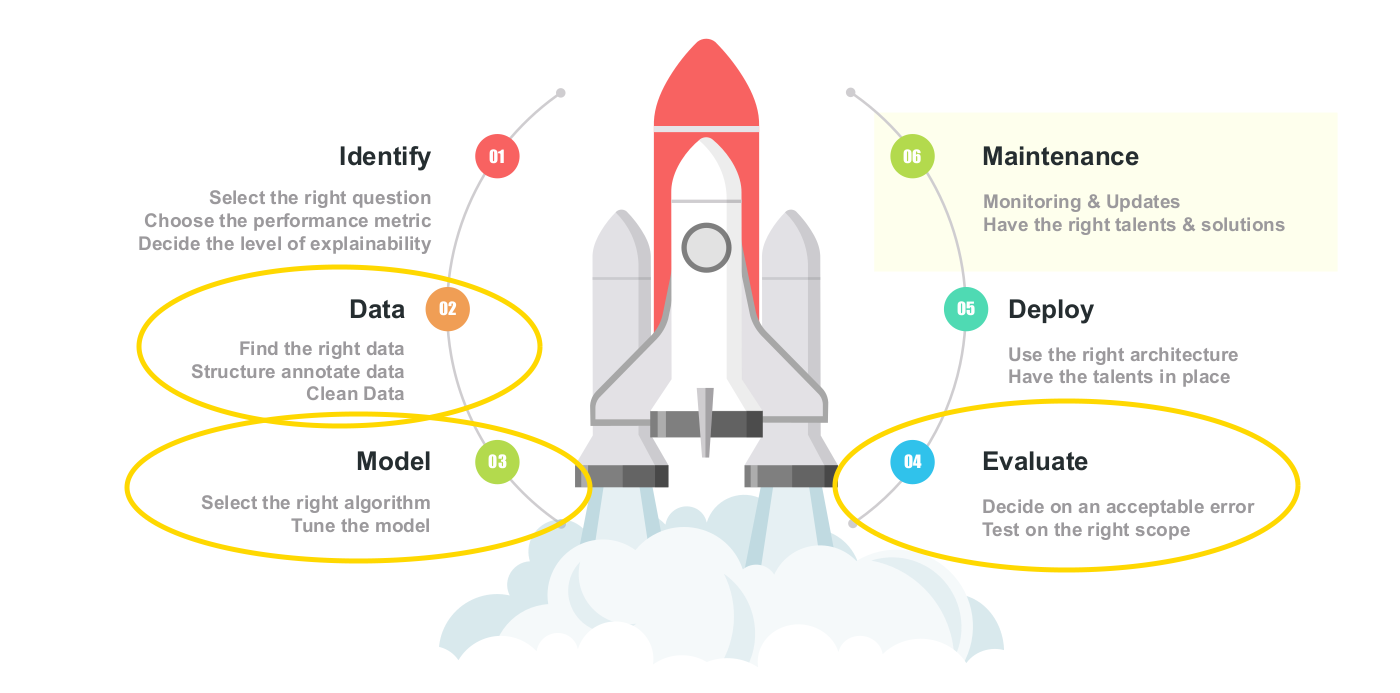 01
Identify
Select the right question
Choose the performance metric
Decide the level of explainability
02
Data
Find the right data
Structure annotate data
Clean Data
03
Model
Select the right algorithm
Tune the model
04
Evaluate
Decide on an acceptable error
Test on the right scope
05
Deploy
Use the right architecture
Have the talents in place
06
Maintenance
Monitoring & Updates
Have the right talents & solutions